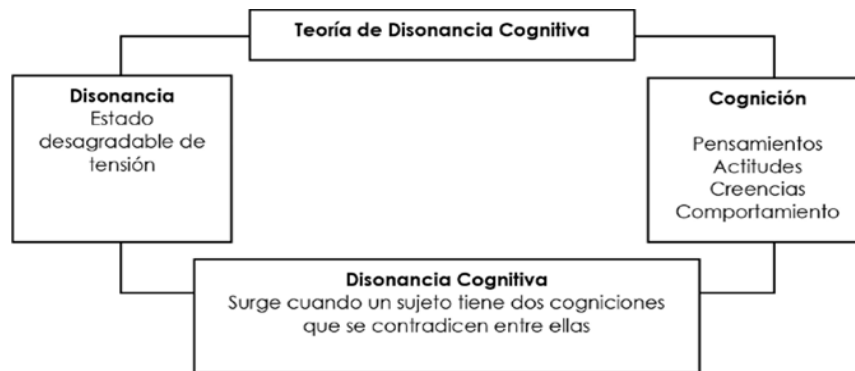 Teoría de Disonancia Cognitiva
Disonancia
Estado
desagradable de
tensión
Cognición
Pensamientos
Actitudes
Creencias
Comportamiento
Disonancia Cognitiva
Surge cuando un sujeto tiene dos cogniciones
que se contradicen entre ellas